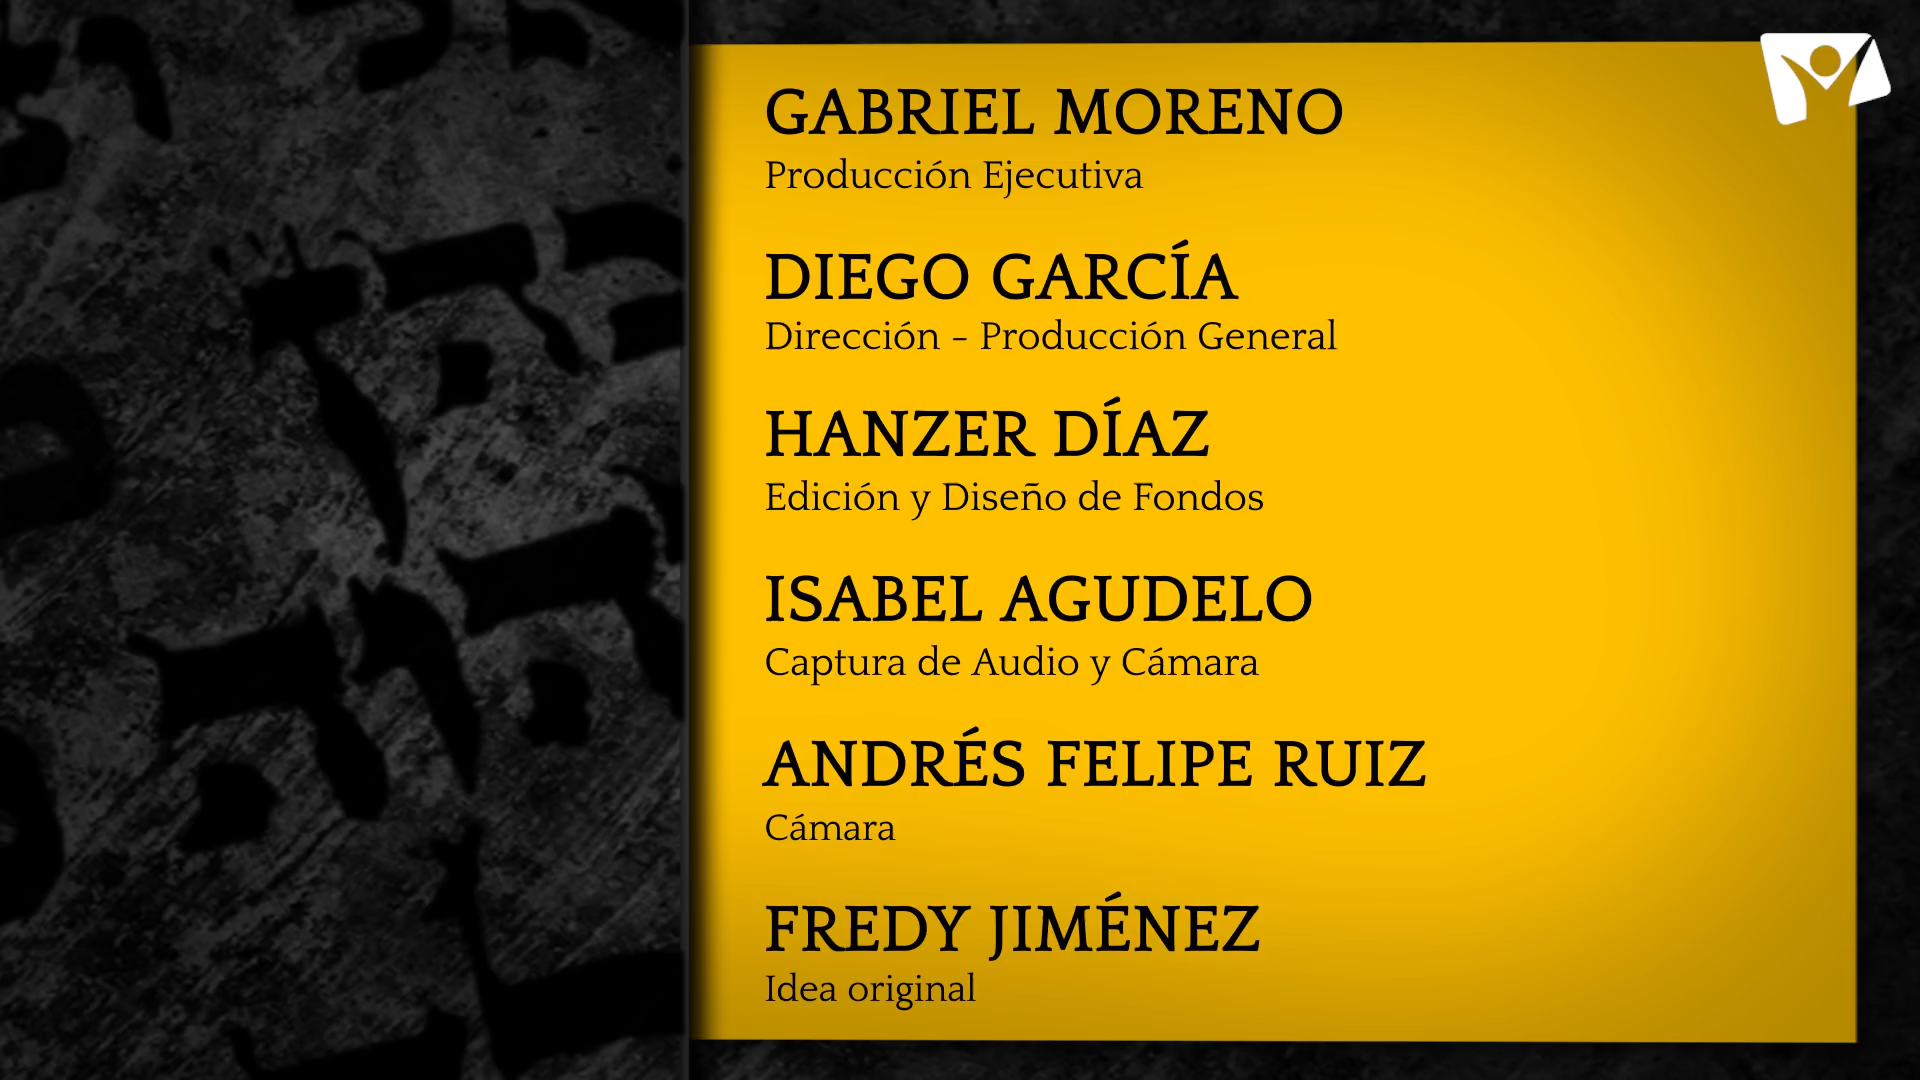 GABRIEL MORENO
Producción Ejecutiva
DIEGO GARCÍA
Dirección - Producción General
HANZER DÍAZ
Edición y Diseño de Fondos
ISABEL AGUDELO
Captura de Audio y Cámara
ANDRÉS FELIPE RUIZ
Cámara
FREDY JIMÉNEZ
Idea original